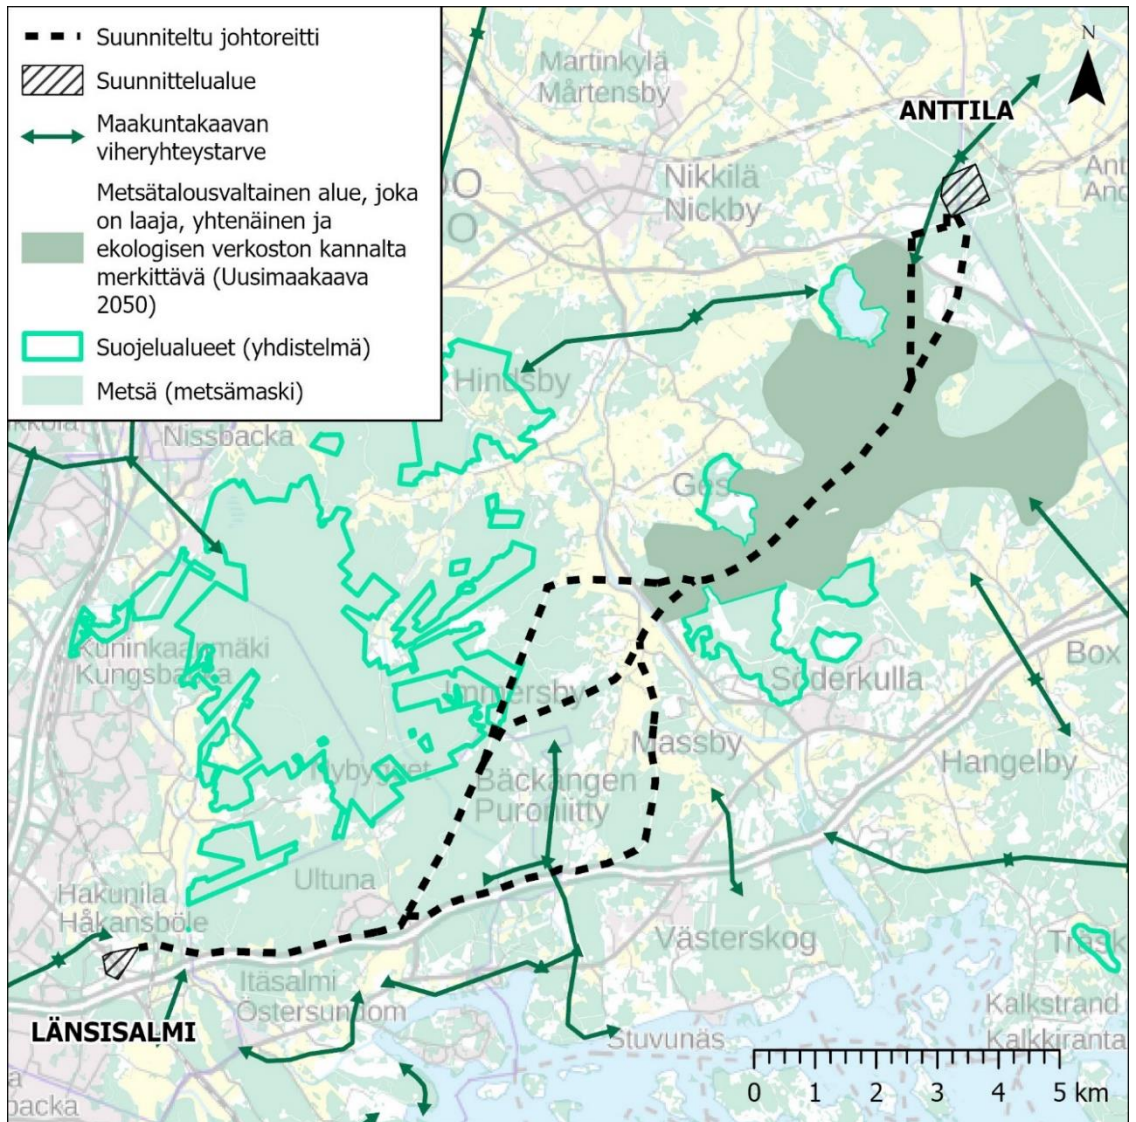 Suunniteltu johtoreitti
Suunnittelualue
Maakuntakaavan
viheryhteystarve
Metsätalousvaltainen alue, joka
on laaja, yhtenäinen ja
ekologisen verkoston kannalta
merkittävä (Uusimaakaava
2050)
Suojelualueet (yhdistelmä)
Metsä (metsämaski)
Martinkylä
Mårtensby
N
ANTTILA
Nikkilä
Nickby
Hindsby
Nissbacka
Kuninkaanmäki
Kungsbacka
Immersby
Söderkulla
Box
Massby
Hangelby
Bäckängen
Puroniitty
Ultuna
Hakunila
Håkansböle
Västerskog
Itäsalmi
Östersundom
LÄNSISALMI
Stuvunäs
Kalkstrand
Kalkkiranta
0 1 2 3 4 5 km